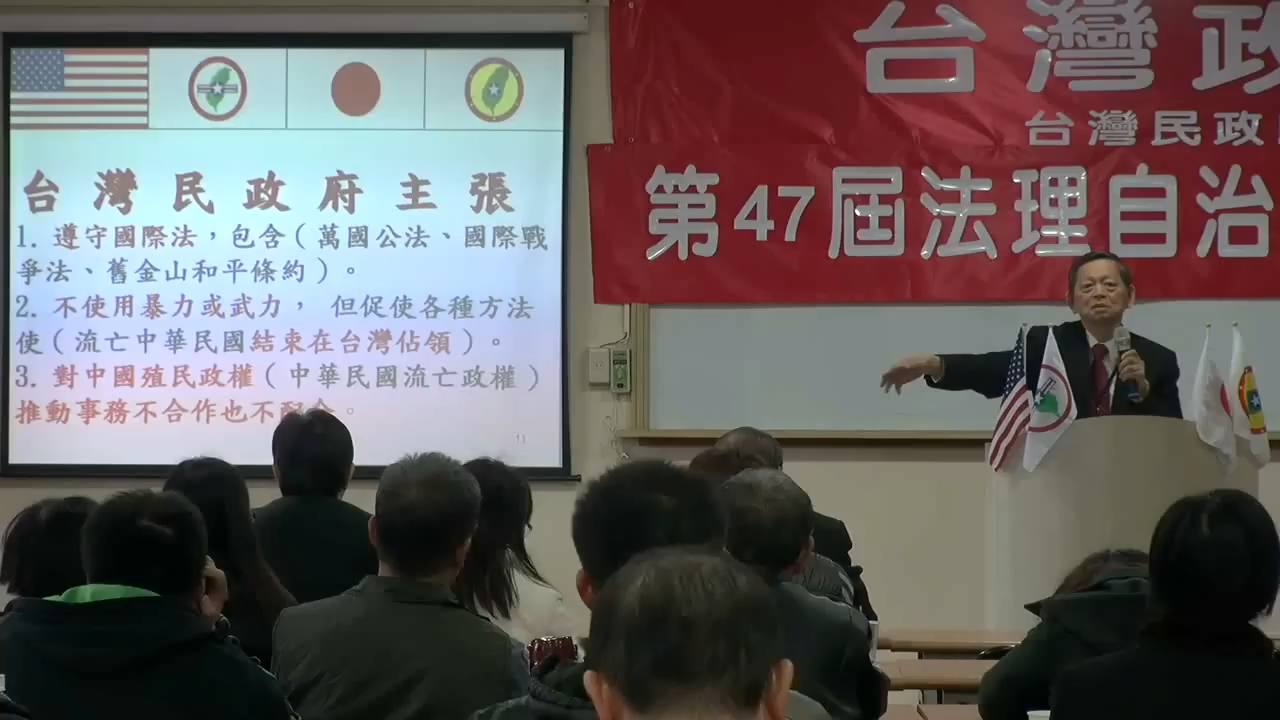 台灣民政府主張
1. 遵守國際法，包含（萬國公法、國際戰
爭法、舊金山和平條約）。
2. 不使用暴力或武力， 但促使各種方法
使（流亡中華民國結束在台灣佔領）。
3. 對中國殖民政權（中華民國流亡政權）
推動事務不合作也不配合。
11
台灣政
台灣民政
第47屆法理自治